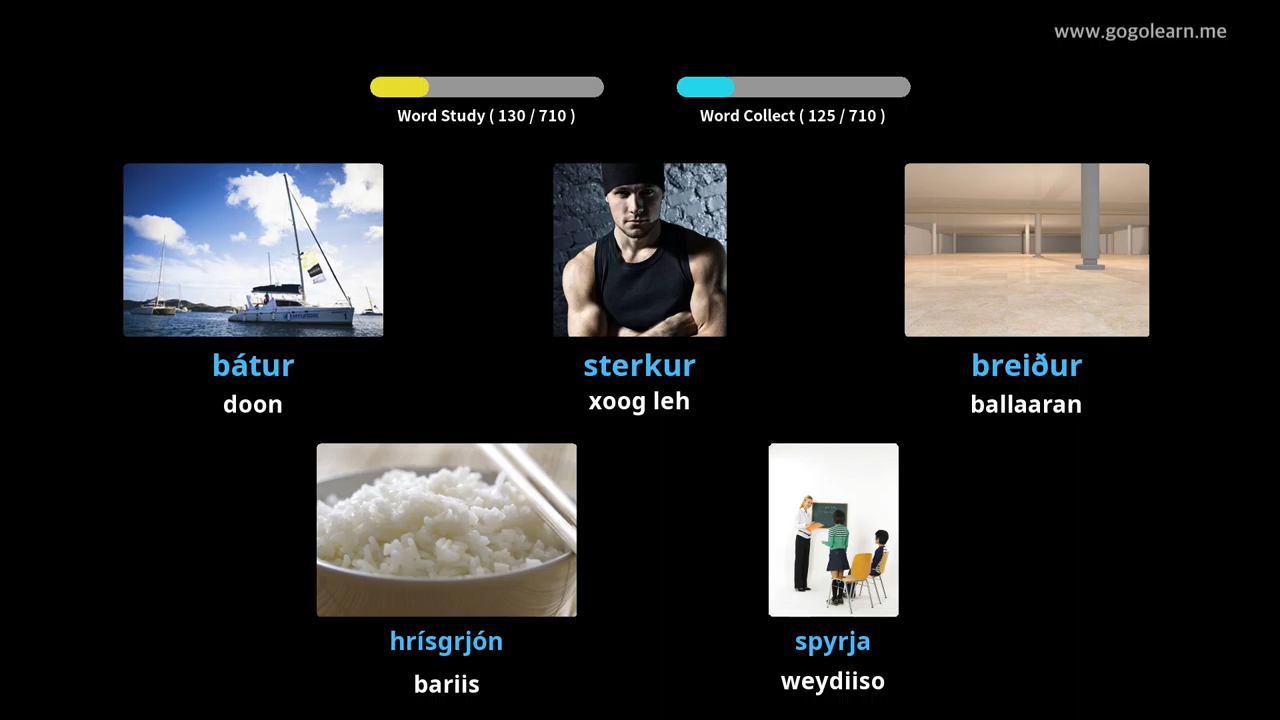 www.gogolearn.me
Word Study ( 130 / 710 )
Word Collect ( 125 / 710 )
bátur
doon
sterkur
xoog leh
breiður
ballaaran
hrísgrjón
bariis
spyrja
weydiiso